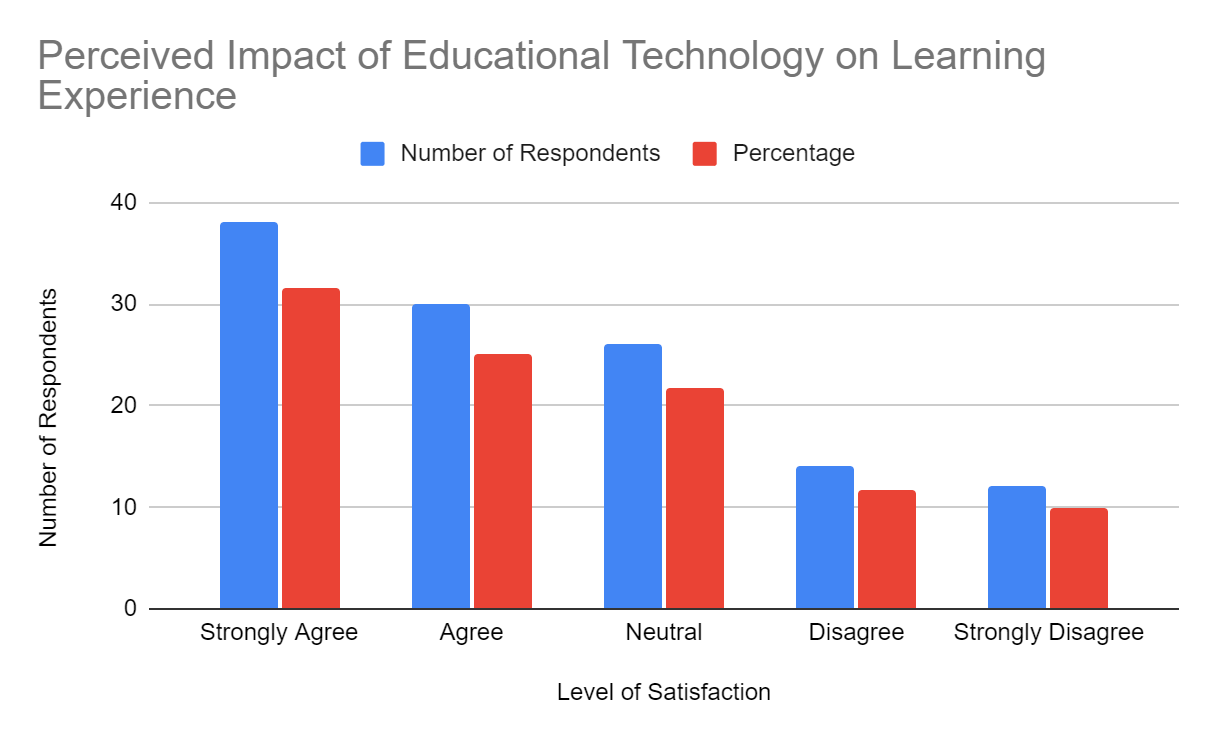 Perceived Impact of Educational Technology on Learning
Experience
Number of Respondents
Percentage
40
30
20
10
0
Number of Respondents
Strongly Agree
Agree
Neutral
Disagree
Strongly Disagree
Level of Satisfaction